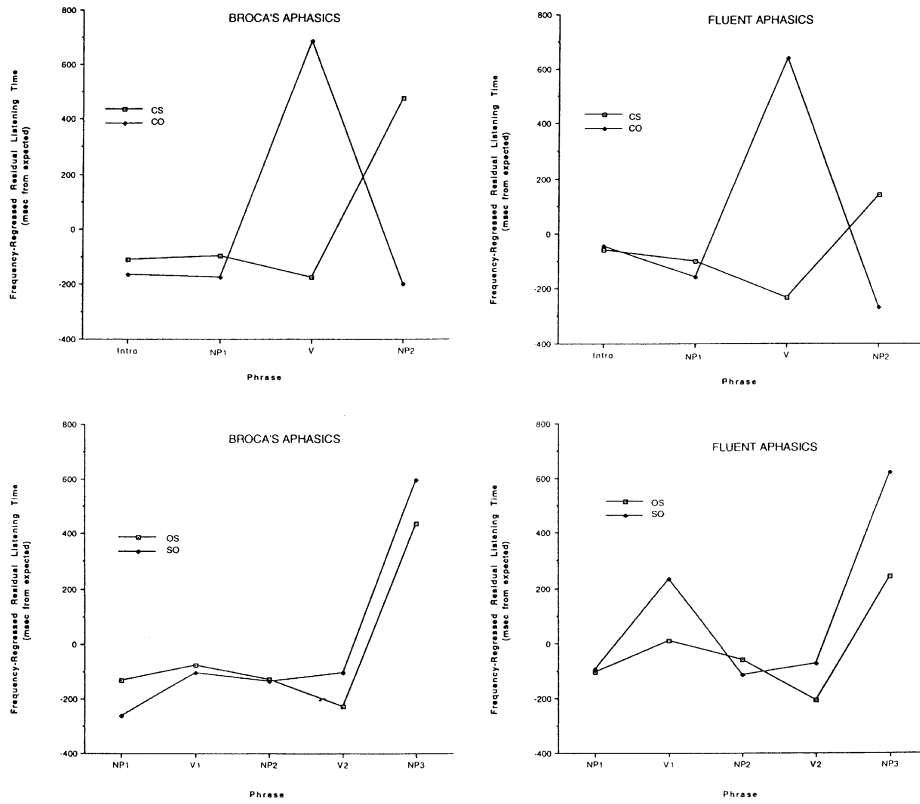 BROCA'S APHASICS
Frequency-Regressed Residual Listening Time
(msec from expected)
800
600
400
200
0
-200
-400
CS
CO
Intro NP1 V NP2
Phrase
FLUENT APHASICS
Frequency-Regressed Residual Listening Time
(msec from expected)
800
600
400
200
0
-200
-400
CS
CO
Intro NP1 V NP2
Phrase
BROCA'S APHASICS
Frequency-Regressed Residual Listening Time
(msec from expected)
800
600
400
200
0
-200
-400
OS
SO
NP1 V1 NP2 V2 NP3
Phrase
FLUENT APHASICS
Frequency-Regressed Residual Listening Time
(msec from expected)
800
600
400
200
0
-200
-400
OS
SO
NP1 V1 NP2 V2 NP3
Phrase